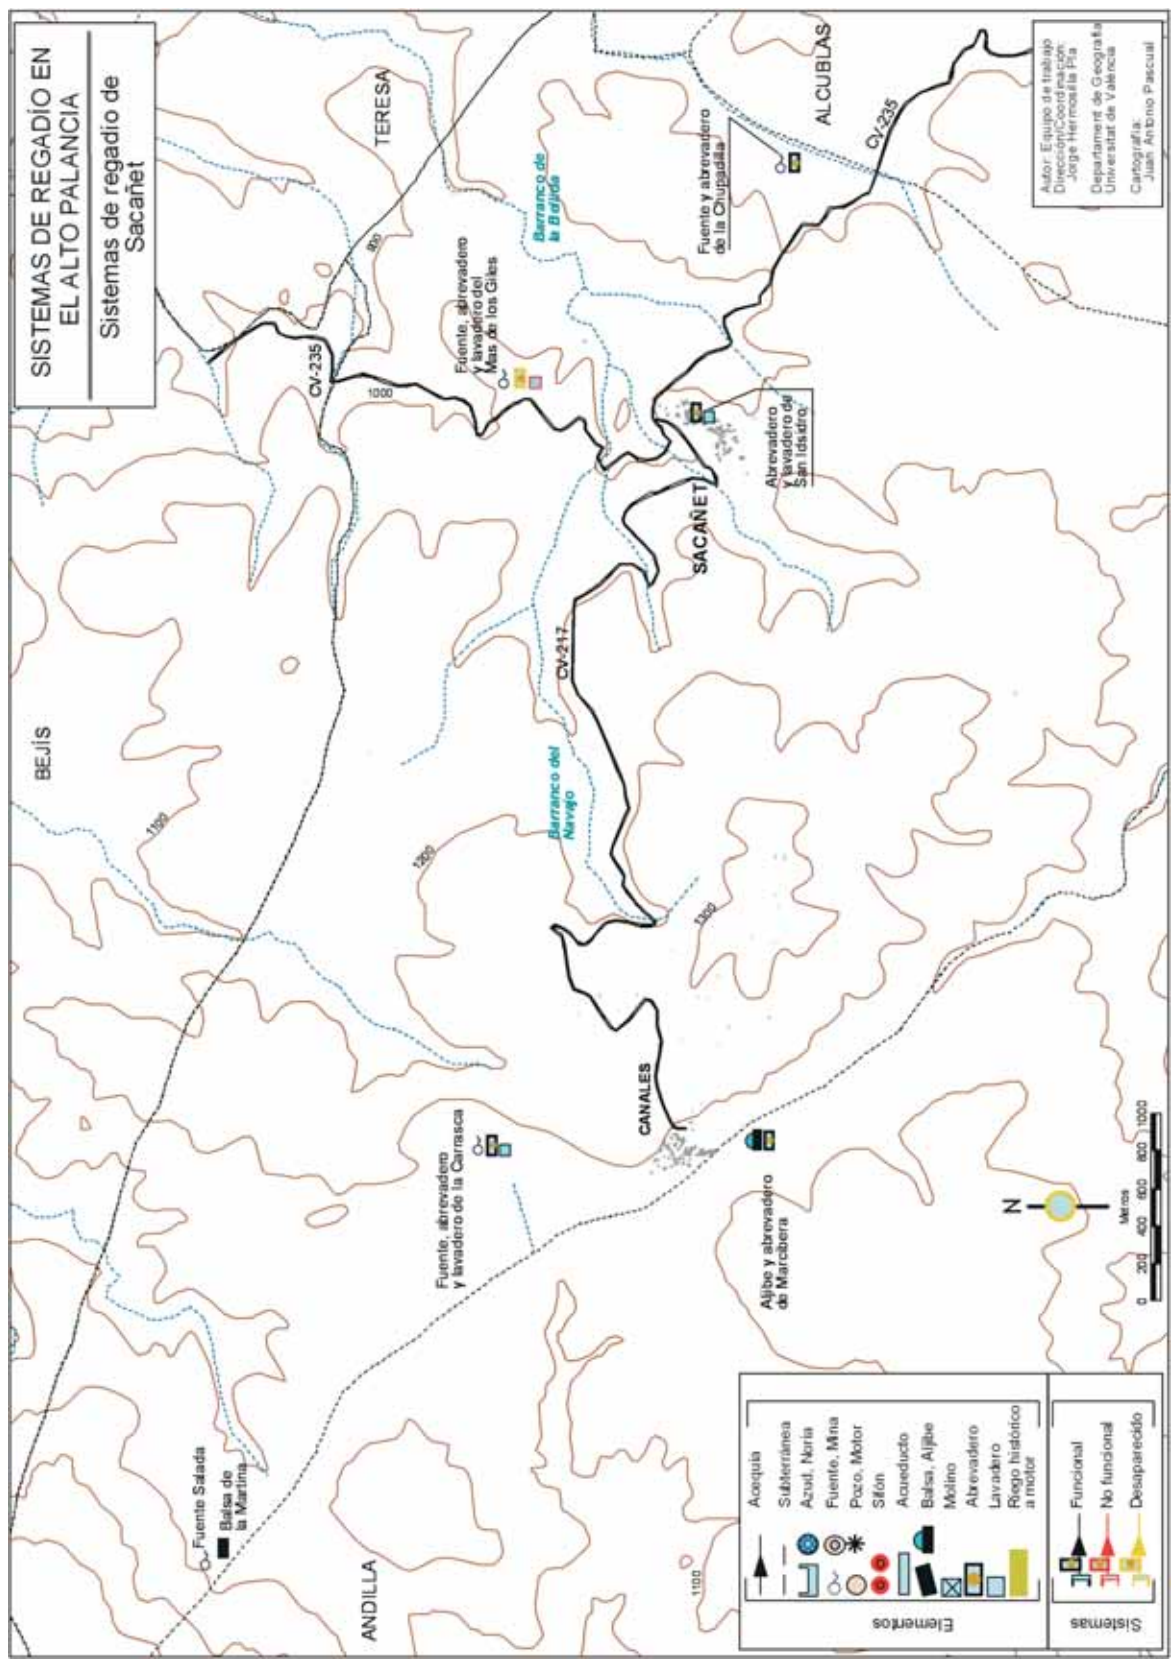 SISTEMAS DE REGADÍO EN
EL ALTO PALANCIA
Sistemas de regadío de
Sacañet
BEJÍS
TERESA
ALCUBLAS
ANDILLA
CV-235
1000
900
Fuente, abrevadero
y lavadero del
Mas de los Giles
Barranco de
la Belluda
Fuente y abrevadero
de la Chupadilla
CV-235
Abrevadero
y lavadero de
San Idsidro
SACAÑET
CV-217
Barranco del
Navajo
1100
1200
1300
CANALES
Fuente, abrevadero
y lavadero de la Carrasca
Aljibe y abrevadero
de Marcibera
Fuente Salada
Balsa de
la Martina
1100
N
Metros
0 200 400 600 800 1000
Elementos
Acequia
Subterránea
Azud, Noria
Fuente, Mina
Pozo, Motor
Sifón
Acueducto
Balsa, Aljibe
Molino
Abrevadero
Lavadero
Riego histórico
a motor
Sistemas
Funcional
No funcional
Desaparecido
Autor: Equipo de trabajo
Dirección/Coordinación:
Jorge Hermosilla Pla
Departament de Geografia
Universitat de València
Cartografía:
Juan Antonio Pascual